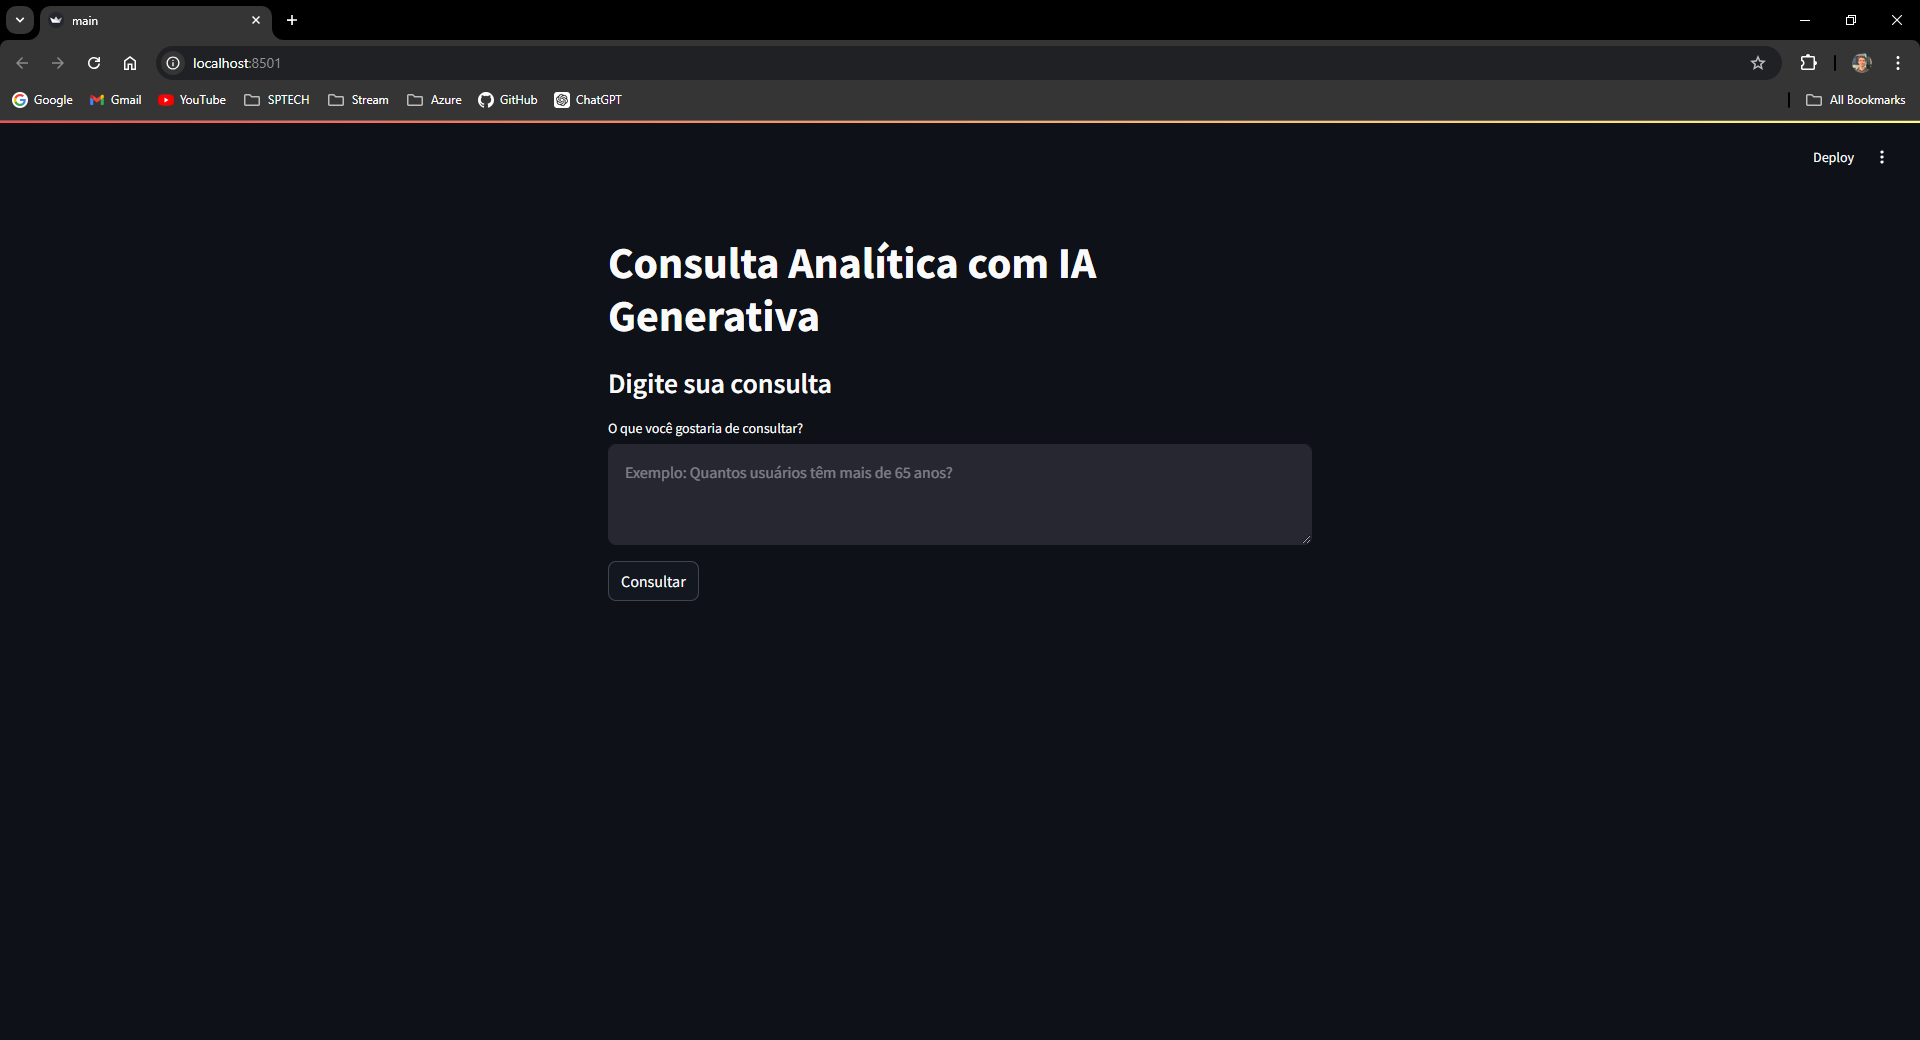 main
localhost:8501
Google Gmail YouTube SPTECH Stream Azure GitHub ChatGPT All Bookmarks
Deploy
Consulta Analítica com IA
Generativa
Digite sua consulta
O que você gostaria de consultar?
Exemplo: Quantos usuários têm mais de 65 anos?
Consultar